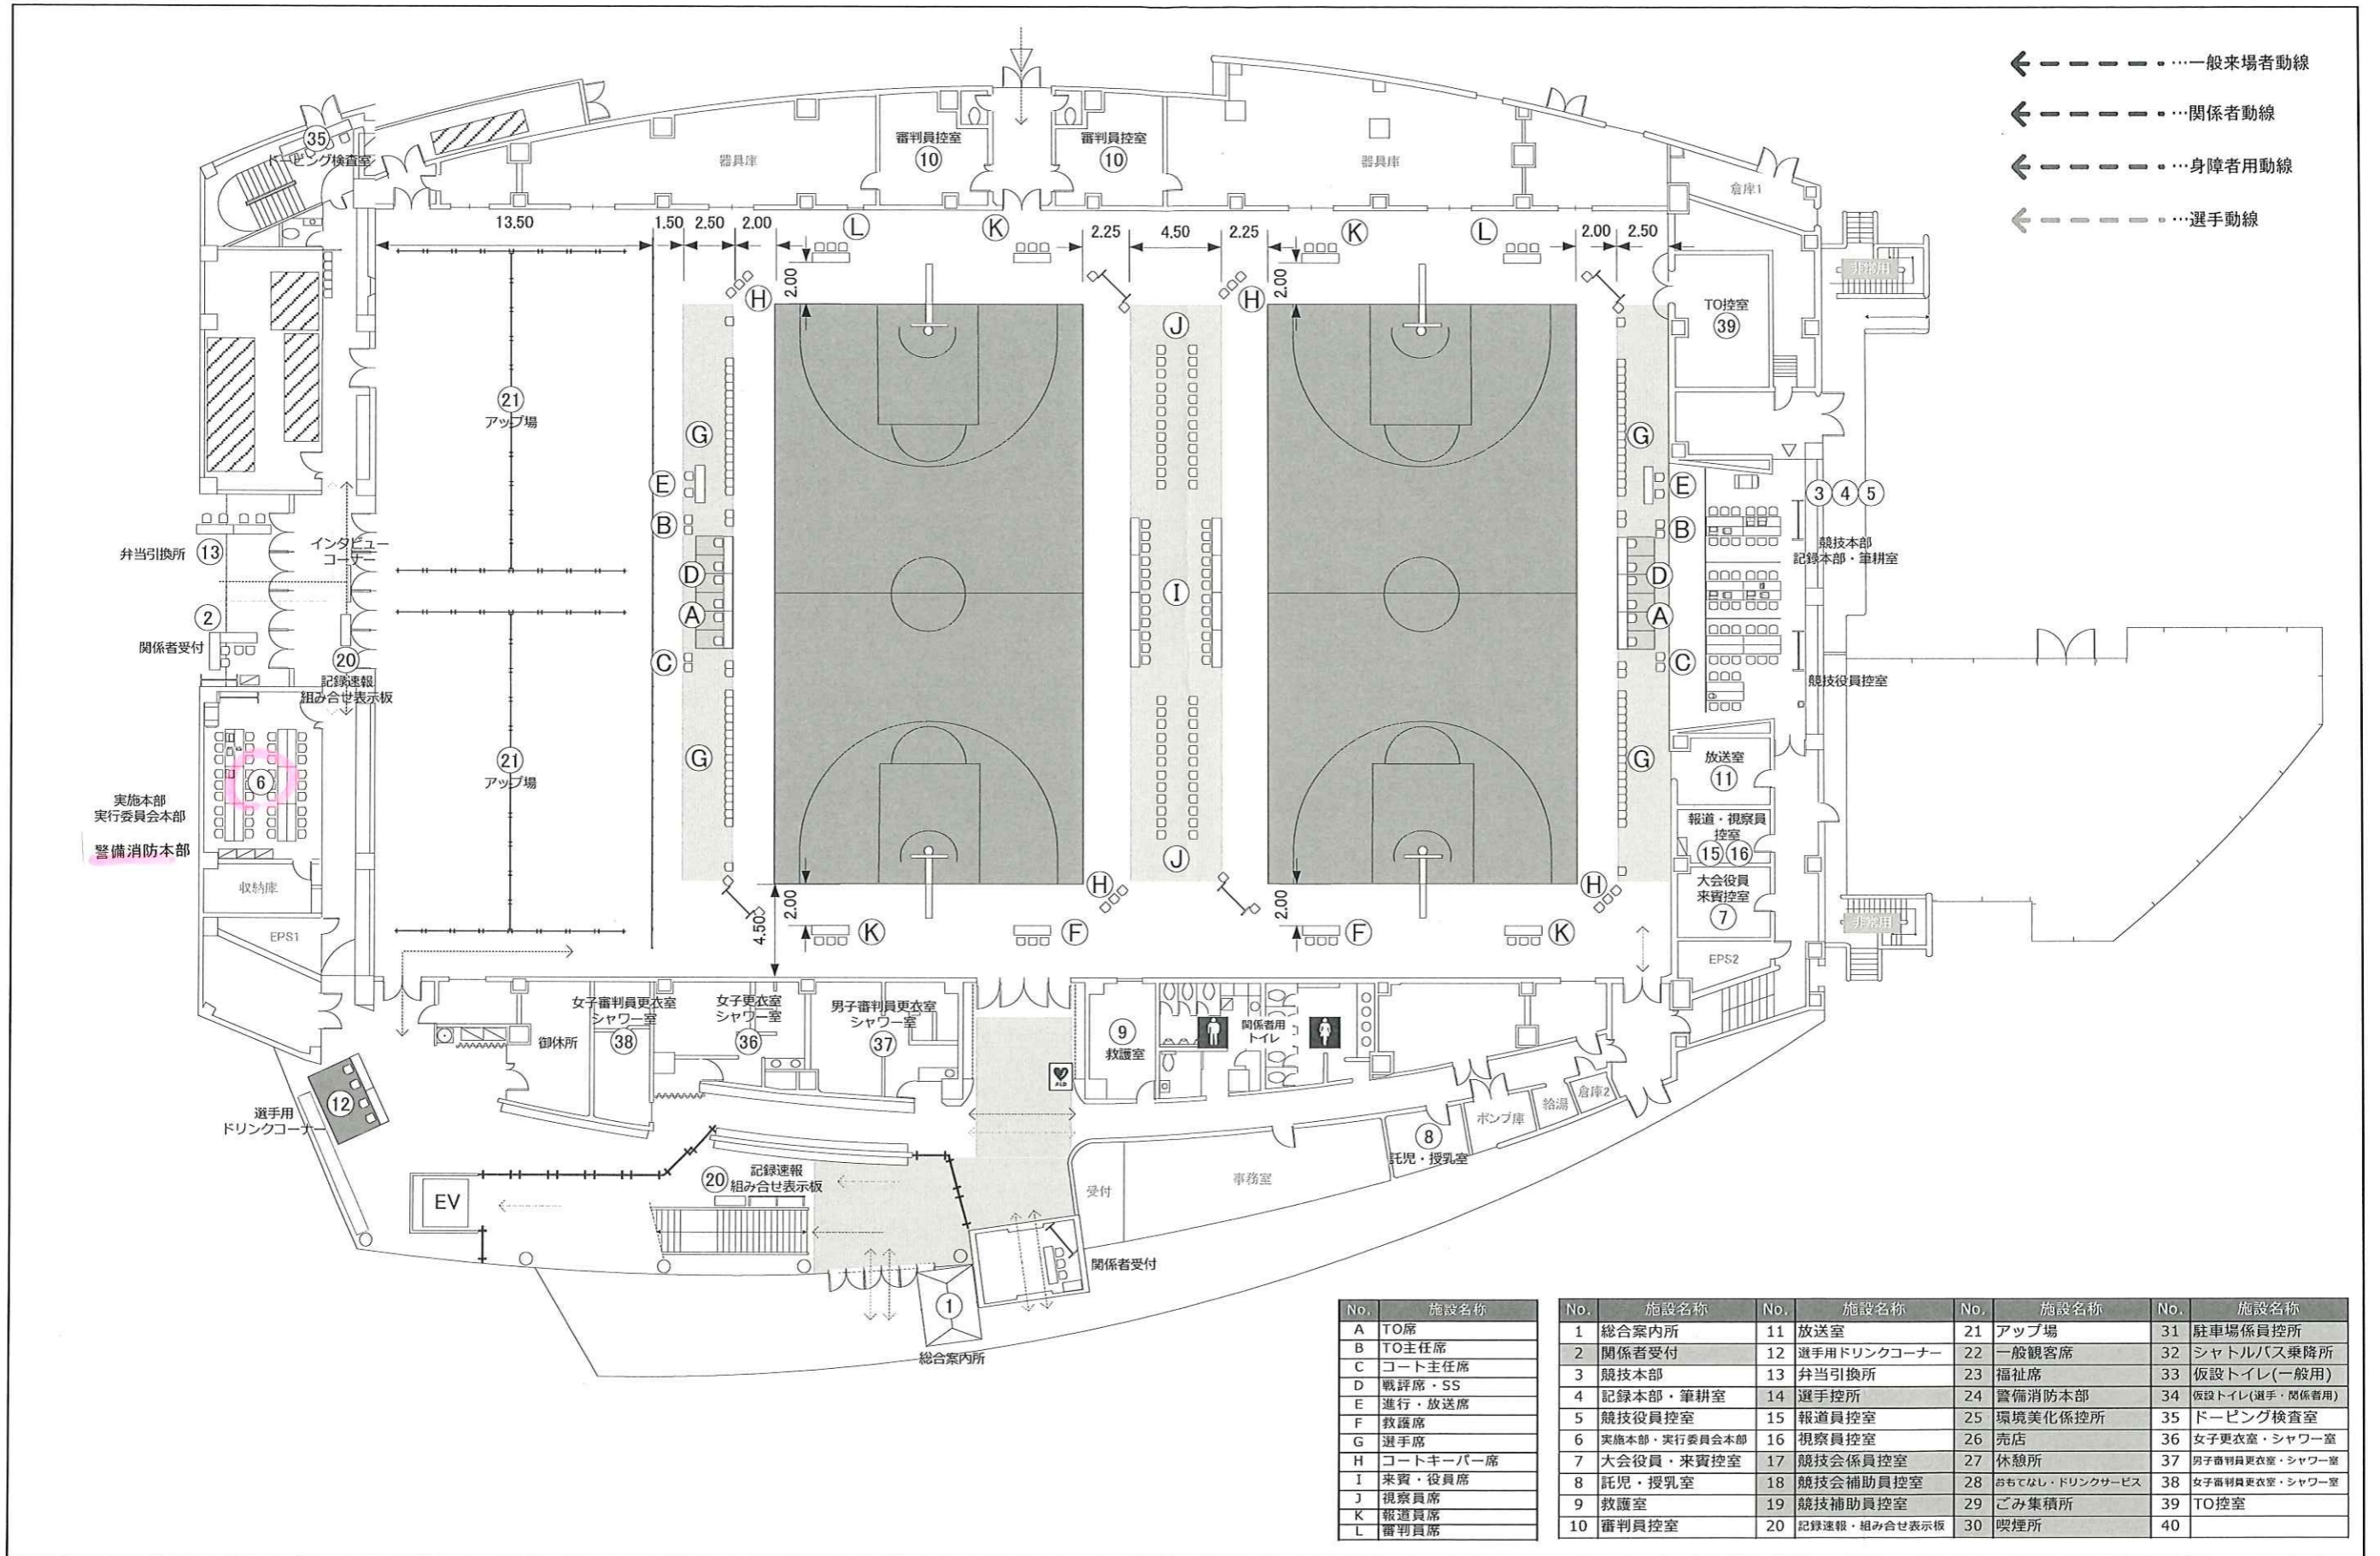 …一般来場者動線
…関係者動線
…身障者用動線
…選手動線
35
ドーピング検査室
器具庫
審判員控室
10
審判員控室
10
器具庫
倉庫1
13.50
1.50
2.50
2.00
L
K
2.25
4.50
2.25
K
L
2.00
2.50
2.00
H
H
2.00
非常用
TO控室
39
J
21
アップ場
G
G
E
E
3 4 5
B
B
弁当引換所
13
インタビュー
コーナー
競技本部
記録本部・筆耕室
D
I
D
A
A
2
関係者受付
20
記録速報
組み合せ表示板
C
C
競技役員控室
6
21
アップ場
G
G
放送室
11
実施本部
実行委員会本部
警備消防本部
報道・視察員
控室
15 16
J
収納庫
大会役員
来賓控室
7
H
H
2.00
4.50
2.00
K
F
F
K
非常用
EPS1
EPS2
女子審判員更衣室
シャワー室
38
女子更衣室
シャワー室
36
男子審判員更衣室
シャワー室
37
御休所
9
救護室
関係者用
トイレ
AED
12
選手用
ドリンクコーナー
倉庫2
給湯
ポンプ庫
8
託児・授乳室
事務室
受付
EV
20
記録速報
組み合せ表示板
関係者受付
1
総合案内所
No. 施設名称
A TO席
B TO主任席
C コート主任席
D 戦評席・SS
E 進行・放送席
F 救護席
G 選手席
H コートキーパー席
I 来賓・役員席
J 視察員席
K 報道員席
L 審判員席
No. 施設名称 No. 施設名称 No. 施設名称 No. 施設名称
1 総合案内所 11 放送室 21 アップ場 31 駐車場係員控所
2 関係者受付 12 選手用ドリンクコーナー 22 一般観客席 32 シャトルバス乗降所
3 競技本部 13 弁当引換所 23 福祉席 33 仮設トイレ(一般用)
4 記録本部・筆耕室 14 選手控所 24 警備消防本部 34 仮設トイレ(選手・関係者用)
5 競技役員控室 15 報道員控室 25 環境美化係控所 35 ドーピング検査室
6 実施本部・実行委員会本部 16 視察員控室 26 売店 36 女子更衣室・シャワー室
7 大会役員・来賓控室 17 競技会係員控室 27 休憩所 37 男子審判員更衣室・シャワー室
8 託児・授乳室 18 競技会補助員控室 28 おもてなし・ドリンクサービス 38 女子審判員更衣室・シャワー室
9 救護室 19 競技補助員控室 29 ごみ集積所 39 TO控室
10 審判員控室 20 記録速報・組み合せ表示板 30 喫煙所 40